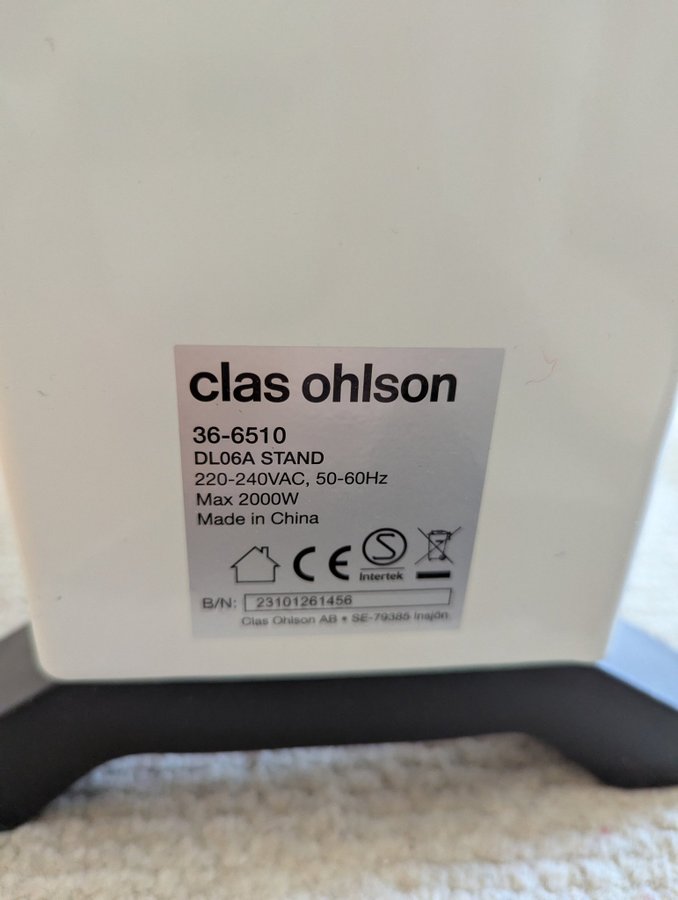 clas ohlson
36-6510
DL06A STAND
220-240VAC, 50-60Hz
Max 2000W
Made in China
CE
S
Intertek
B/N: 23101261456
Clas Ohlson AB • SE-79385 Insjön.